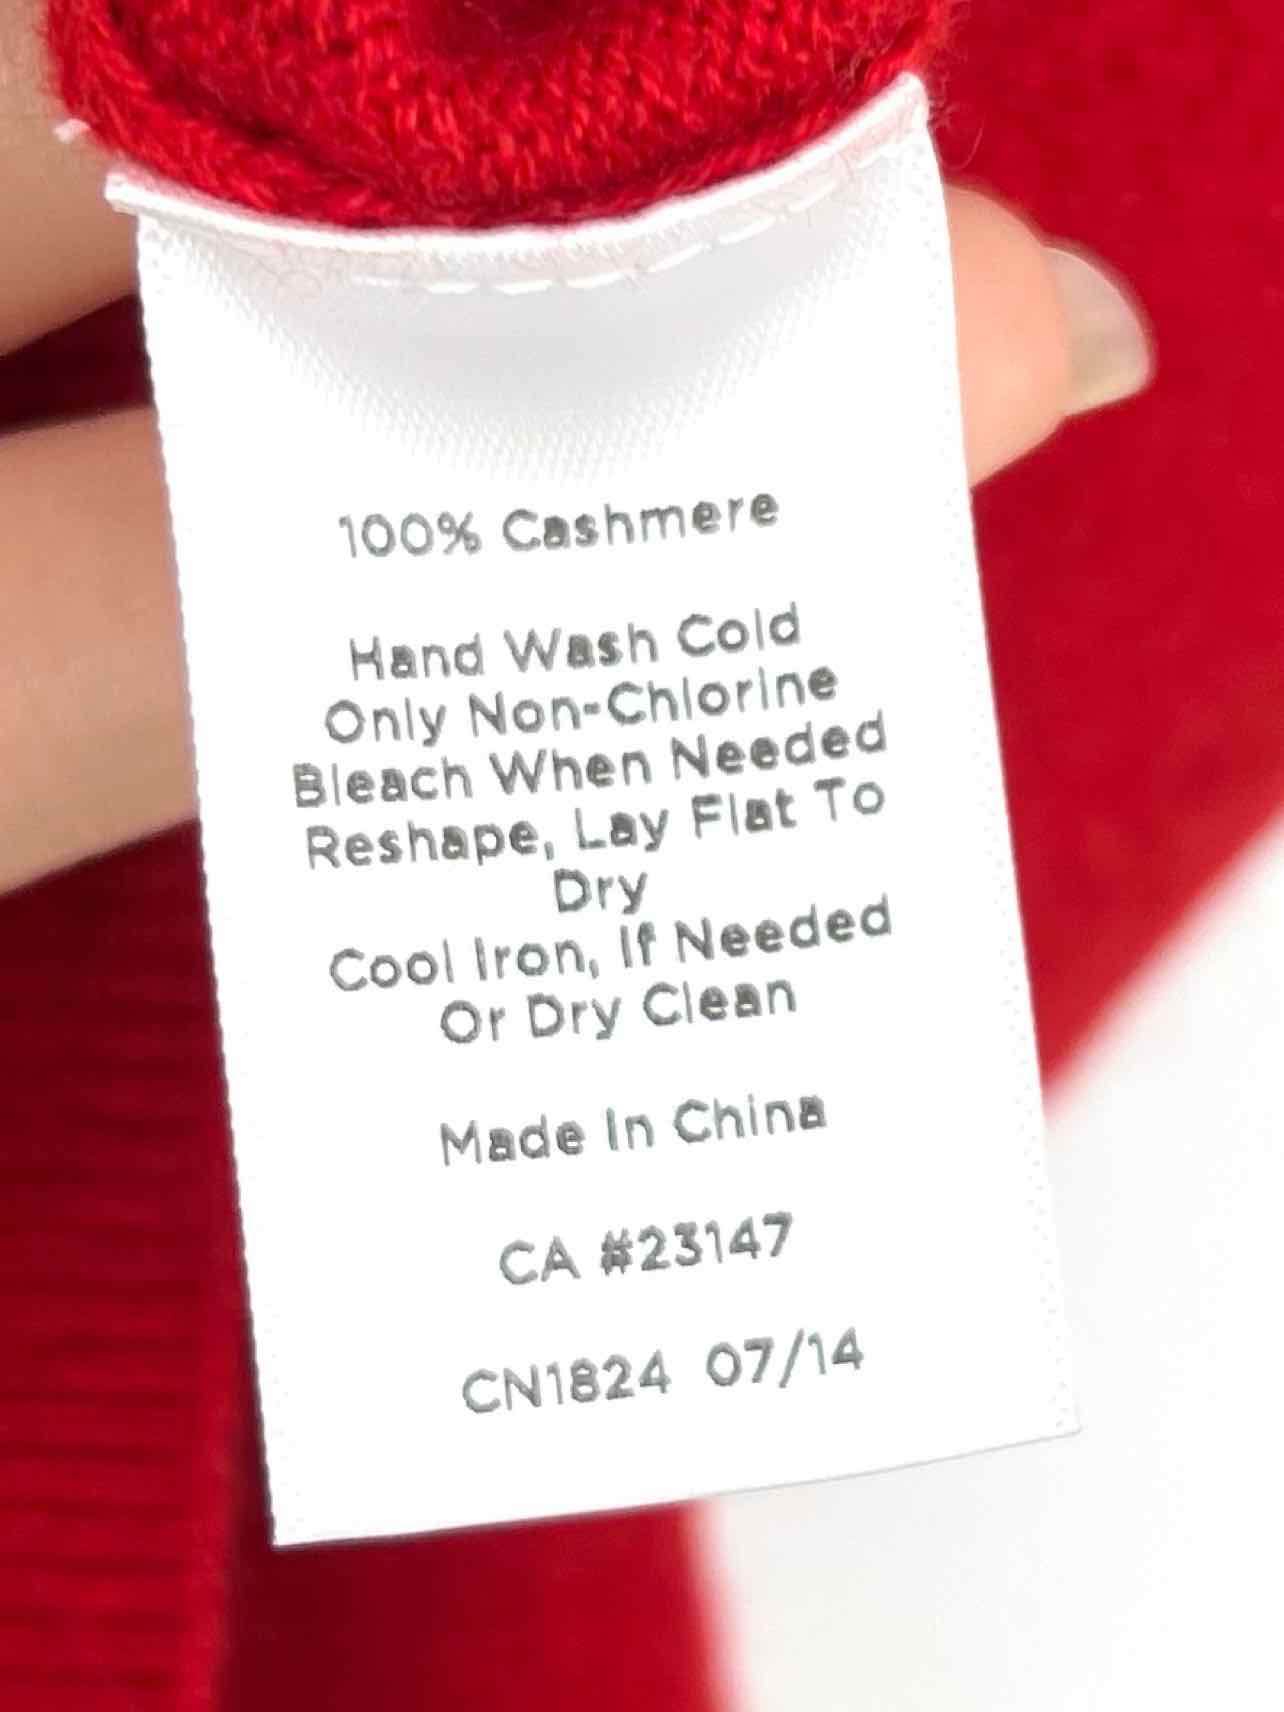 100% Cashmere
Hand Wash Cold
Only Non-Chlorine
Bleach When Needed
Reshape, Lay Flat To
Dry
Cool Iron, If Needed
Or Dry Clean
Made In China
CA #23147
CN1824 07/14